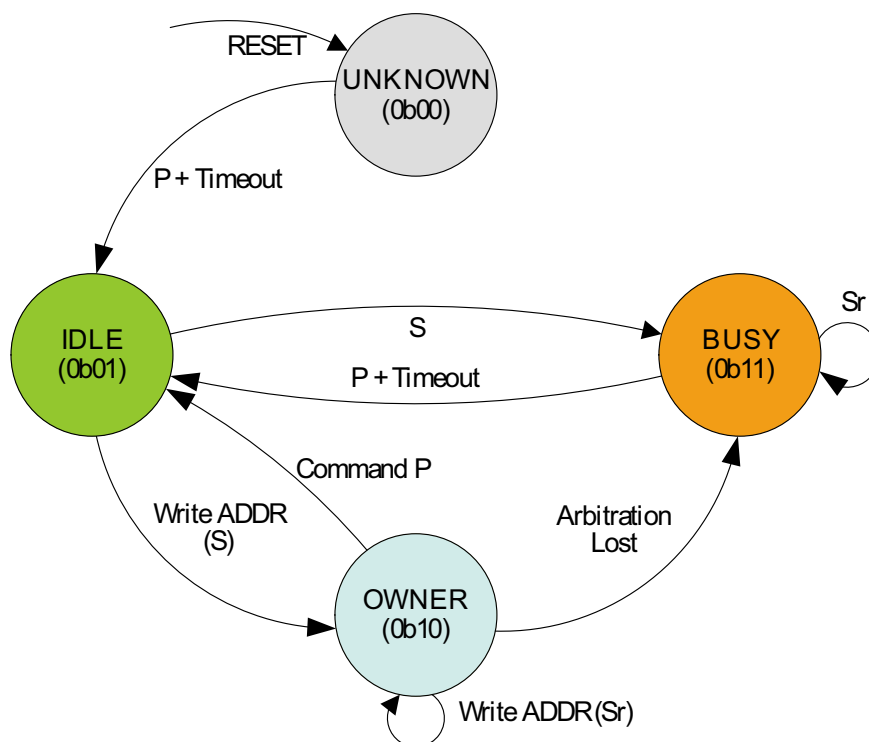 RESET
UNKNOWN
(0b00)
P + Timeout
IDLE
(0b01)
S
BUSY
(0b11)
Sr
P + Timeout
Command P
Write ADDR
(S)
Arbitration
Lost
OWNER
(0b10)
Write ADDR(Sr)